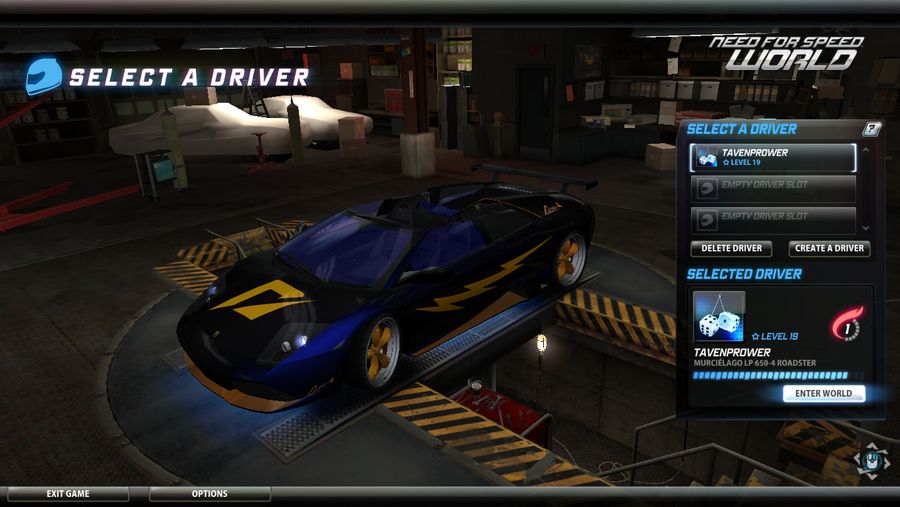 SELECT A DRIVER
NEED FOR SPEED
WORLD
SELECT A DRIVER
?
TAVENPROWER
LEVEL 19
EMPTY DRIVER SLOT
EMPTY DRIVER SLOT
DELETE DRIVER
CREATE A DRIVER
SELECTED DRIVER
LEVEL 19
1
TAVENPROWER
MURCIÉLAGO LP 650-4 ROADSTER
ENTER WORLD
EXIT GAME
OPTIONS